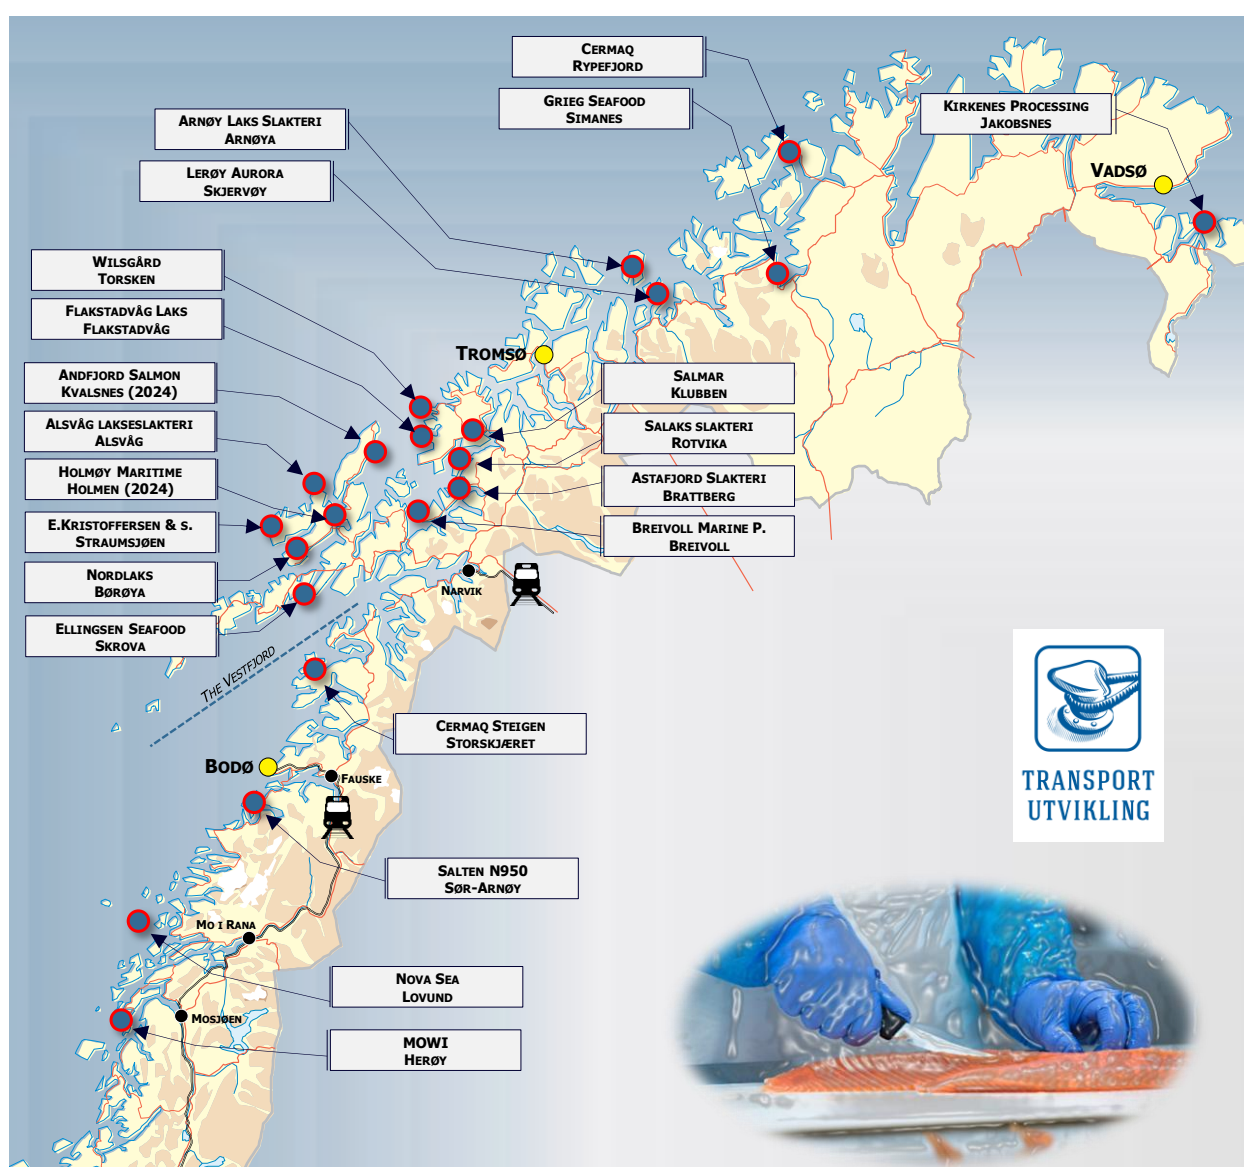 Cermaq
Rypefjord
Grieg Seafood
Simanes
Kirkenes Processing
Jakobsnes
Arnøy Laks Slakteri
Arnøya
Lerøy Aurora
Skjervøy
Vadsø
Wilsgård
Torsken
Flakstadvåg Laks
Flakstadvåg
Tromsø
Andfjord Salmon
Kvalsnes (2024)
Salmar
Klubben
Alsvåg lakseslakteri
Alsvåg
Salaks slakteri
Rotvika
Holmøy Maritime
Holmen (2024)
Astafjord Slakteri
Brattberg
E.Kristoffersen & s.
Straumsjøen
Breivoll Marine P.
Breivoll
Nordlaks
Børøya
Narvik
Ellingsen Seafood
Skrova
The Vestfjord
Cermaq Steigen
Storskjæret
Bodø
Fauske
TRANSPORT
UTVIKLING
Salten N950
Sør-Arnøy
Mo i Rana
Nova Sea
Lovund
Mosjøen
MOWI
Herøy